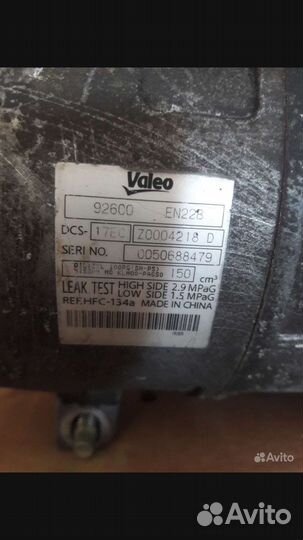 Valeo
92600 EN22B
DCS- 17EC Z0004218 D
SERI NO. 0050688479
150 cm³
LEAK TEST HIGH SIDE 2.9 MPaG
LOW SIDE 1.5 MPaG
REF.HFC-134a MADE IN CHINA
Avito
Avito